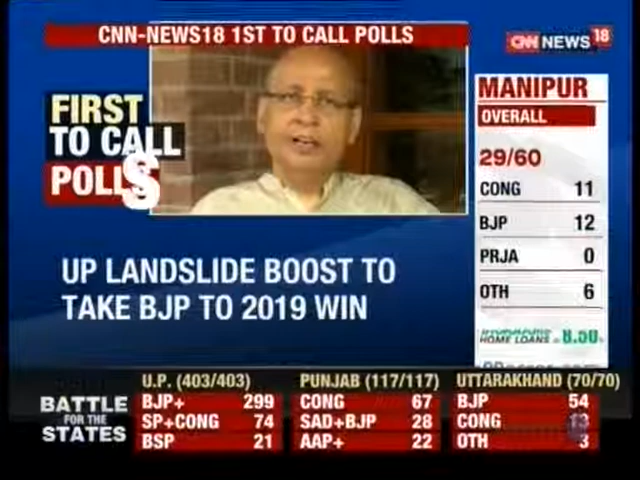 CNN-NEWS18 1ST TO CALL POLLS
CNN NEWS 18
FIRST
TO CALL
POLLS
UP LANDSLIDE BOOST TO
TAKE BJP TO 2019 WIN
MANIPUR
OVERALL
29/60
CONG 11
BJP 12
PRJA 0
OTH 6
HOME LOANS 8.50
BATTLE
FOR THE
STATES
U.P. (403/403)
BJP+ 299
SP+CONG 74
BSP 21
PUNJAB (117/117)
CONG 67
SAD+BJP 28
AAP+ 22
UTTARAKHAND (70/70)
BJP 54
CONG 13
OTH 3